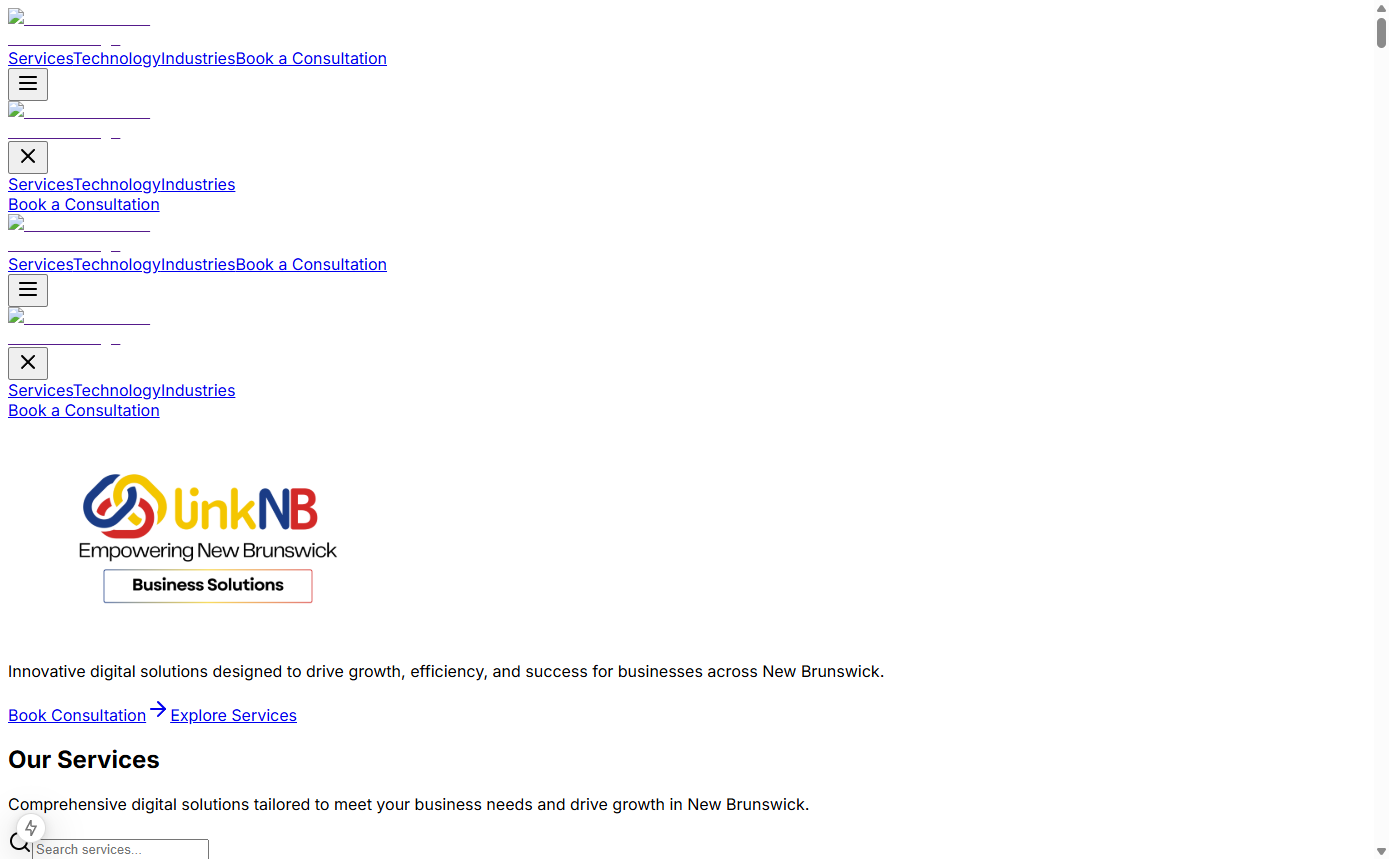 ServicesTechnologyIndustriesBook a Consultation
ServicesTechnologyIndustries
Book a Consultation
ServicesTechnologyIndustriesBook a Consultation
ServicesTechnologyIndustries
Book a Consultation
linkNB
Empowering New Brunswick
Business Solutions
Innovative digital solutions designed to drive growth, efficiency, and success for businesses across New Brunswick.
Book Consultation Explore Services
Our Services
Comprehensive digital solutions tailored to meet your business needs and drive growth in New Brunswick.
Search services...